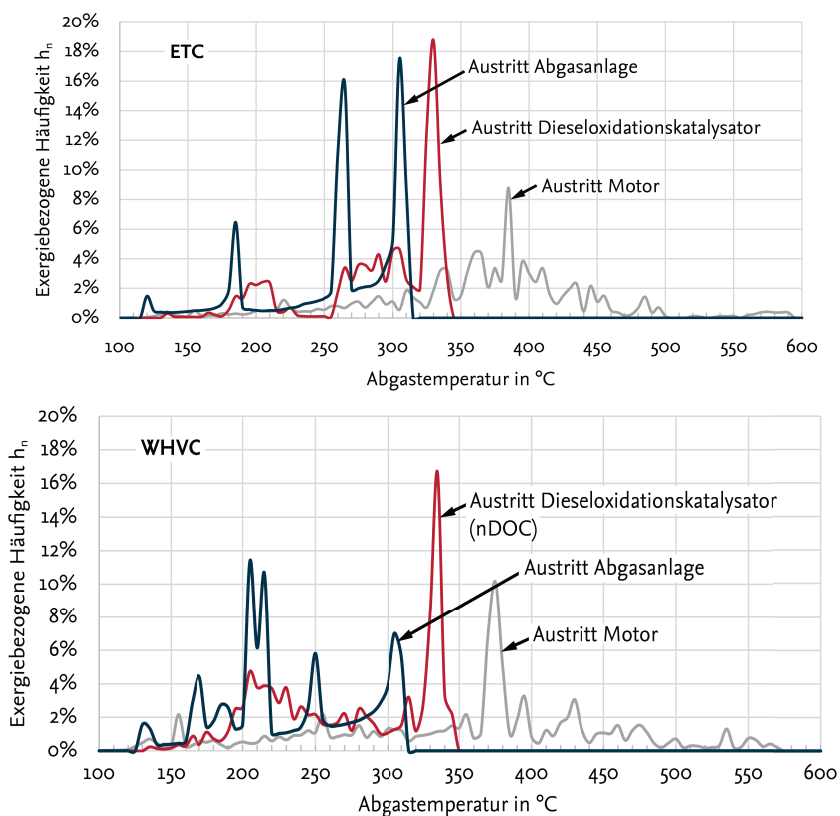 20%
18%
16%
14%
12%
10%
8%
6%
4%
2%
0%
Exergiebezogene Häufigkeit hₙ
ETC
Austritt Abgasanlage
Austritt Dieseloxidationskatalysator
Austritt Motor
100 150 200 250 300 350 400 450 500 550 600
Abgastemperatur in °C
20%
18%
16%
14%
12%
10%
8%
6%
4%
2%
0%
Exergiebezogene Häufigkeit hₙ
WHVC
Austritt Dieseloxidationskatalysator
(nDOC)
Austritt Abgasanlage
Austritt Motor
100 150 200 250 300 350 400 450 500 550 600
Abgastemperatur in °C